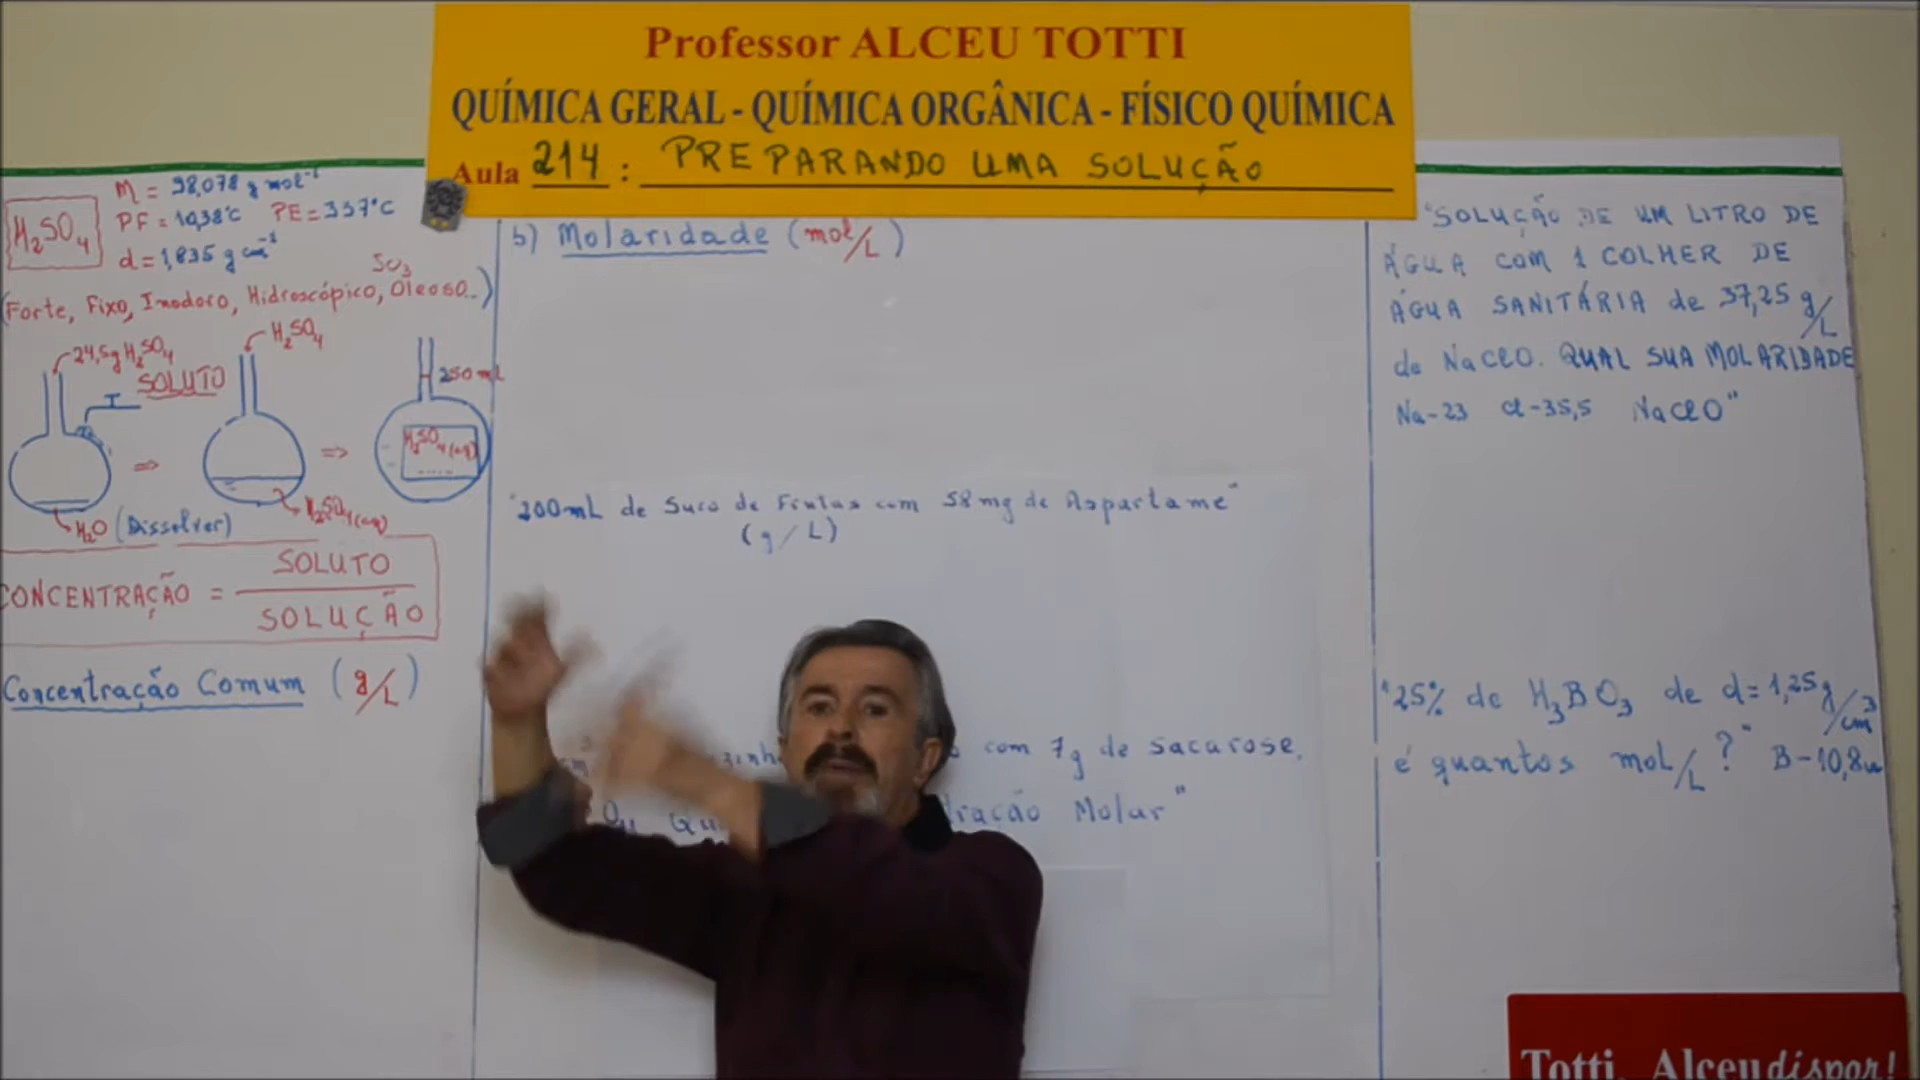 Professor ALCEU TOTTI
QUÍMICA GERAL - QUÍMICA ORGÂNICA - FÍSICO QUÍMICA
Aula 214 : PREPARANDO UMA SOLUÇÃO
H₂SO₄
M = 98,078 g mol⁻¹
PF = 10,38°C PE = 337°C
d = 1,835 g cm⁻³
SO₃
(Forte, Fixo, Inodoro, Hidroscópico, Oleoso...)
24,5g H₂SO₄
SOLUTO
H₂SO₄
250 mL
H₂SO₄(aq)
H₂O (Dissolver)
H₂SO₄(aq)
CONCENTRAÇÃO = SOLUTO
SOLUÇÃO
Concentração Comum (g/L)
b) Molaridade (mol/L)
"200mL de Suco de Frutas com 58mg de Aspartame"
(g/L)
com 7g de sacarose,
Molar"
"SOLUÇÃO DE UM LITRO DE
ÁGUA COM 1 COLHER DE
ÁGUA SANITÁRIA de 37,25 g/L
de NaClO. QUAL SUA MOLARIDADE
Na-23 Cl-35,5 NaClO"
"25% de H₃BO₃ de d=1,25g/cm³
é quantos mol/L?" B-10,8u
Totti, Alceu dispor!